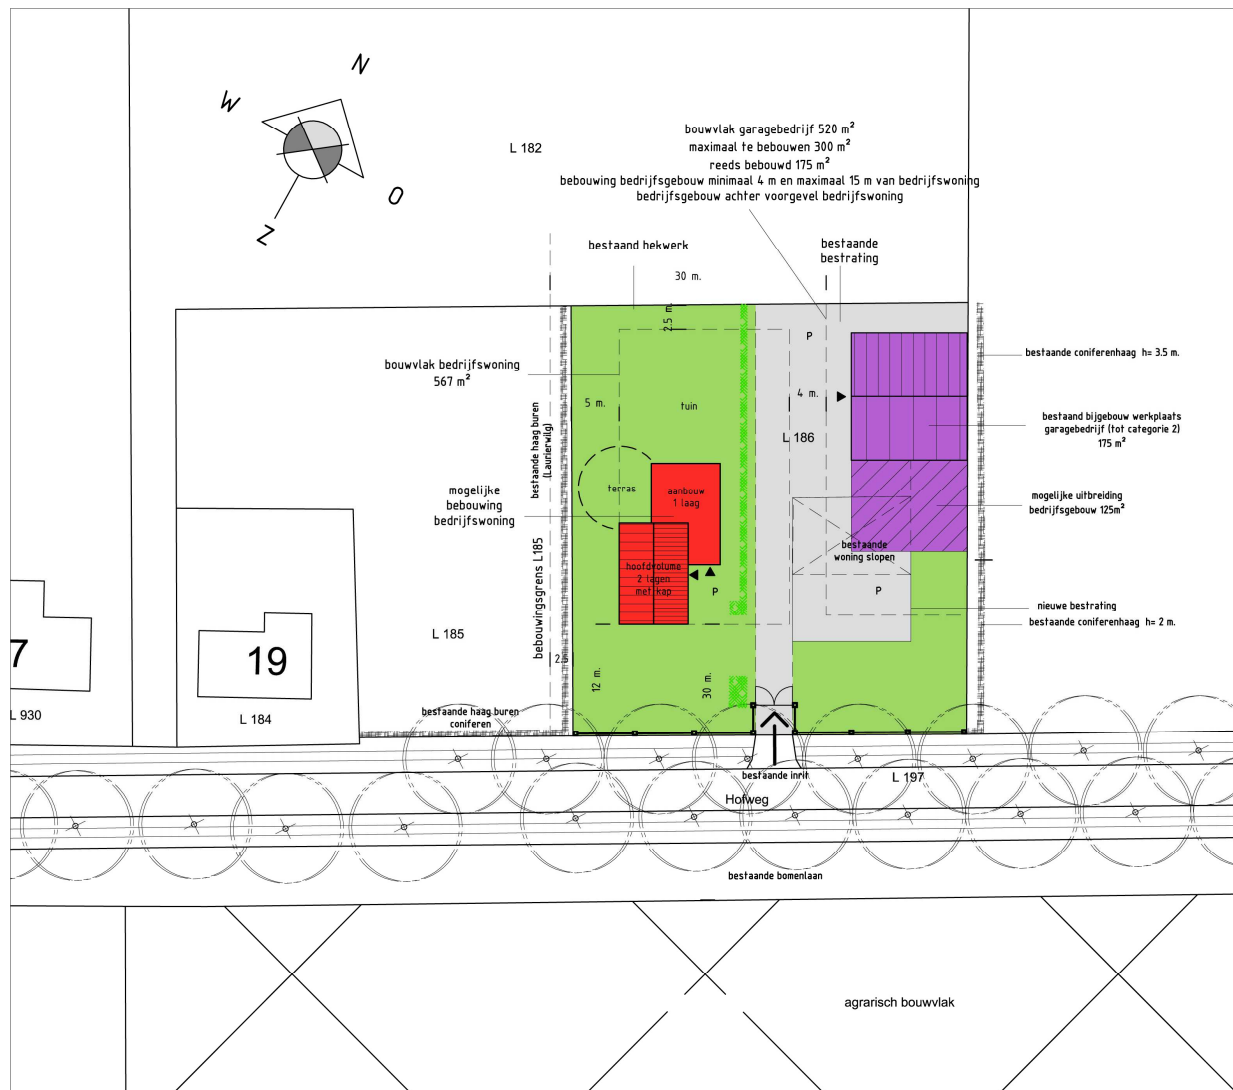 N
W
O
Z
L 182
bouwvlak garagebedrijf 520 m²
maximaal te bebouwen 300 m²
reeds bebouwd 175 m²
bebouwing bedrijfsgebouw minimaal 4 m en maximaal 15 m van bedrijfswoning
bedrijfsgebouw achter voorgevel bedrijfswoning
bestaand hekwerk
bestaande
bestrating
30 m.
2.5 m.
P
bestaande coniferenhaag h= 3.5 m.
bouwvlak bedrijfswoning
567 m²
5 m.
tuin
4 m.
L 186
bestaand bijgebouw werkplaats
garagebedrijf (tot categorie 2)
175 m²
bestaande haag buren
(Laurierwilg)
mogelijke
bebouwing
bedrijfswoning
terras
aanbouw
1 laag
mogelijke uitbreiding
bedrijfsgebouw 125m²
bestaande
woning slopen
hoofdvolume
2 lagen
met kap
P
P
bebouwingsgrens L185
nieuwe bestrating
bestaande coniferenhaag h= 2 m.
L 185
7
19
2.5
12 m.
30 m.
L 930
L 184
bestaande haag buren
coniferen
bestaande inrit
L 197
Hofweg
bestaande bomenlaan
agrarisch bouwvlak